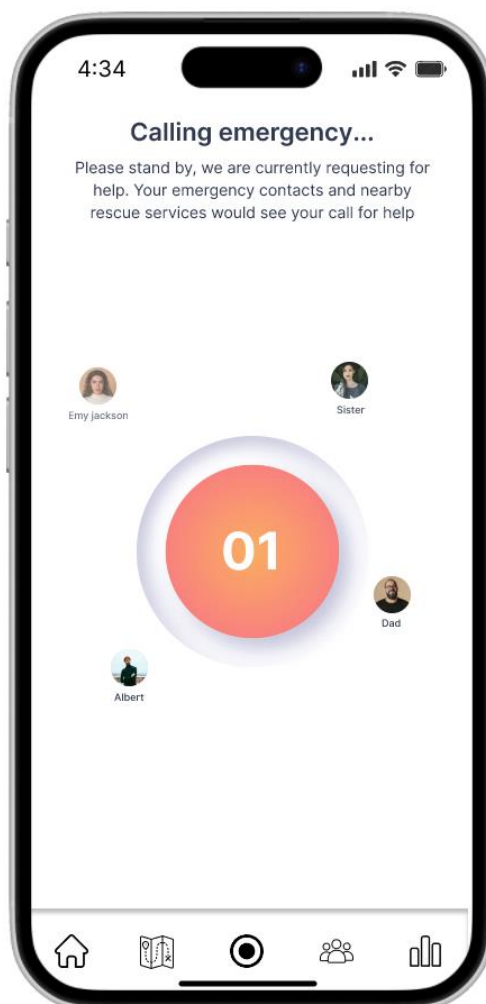 4:34
Calling emergency...
Please stand by, we are currently requesting for
help. Your emergency contacts and nearby
rescue services would see your call for help
Sister
Emy jackson
01
Dad
Albert